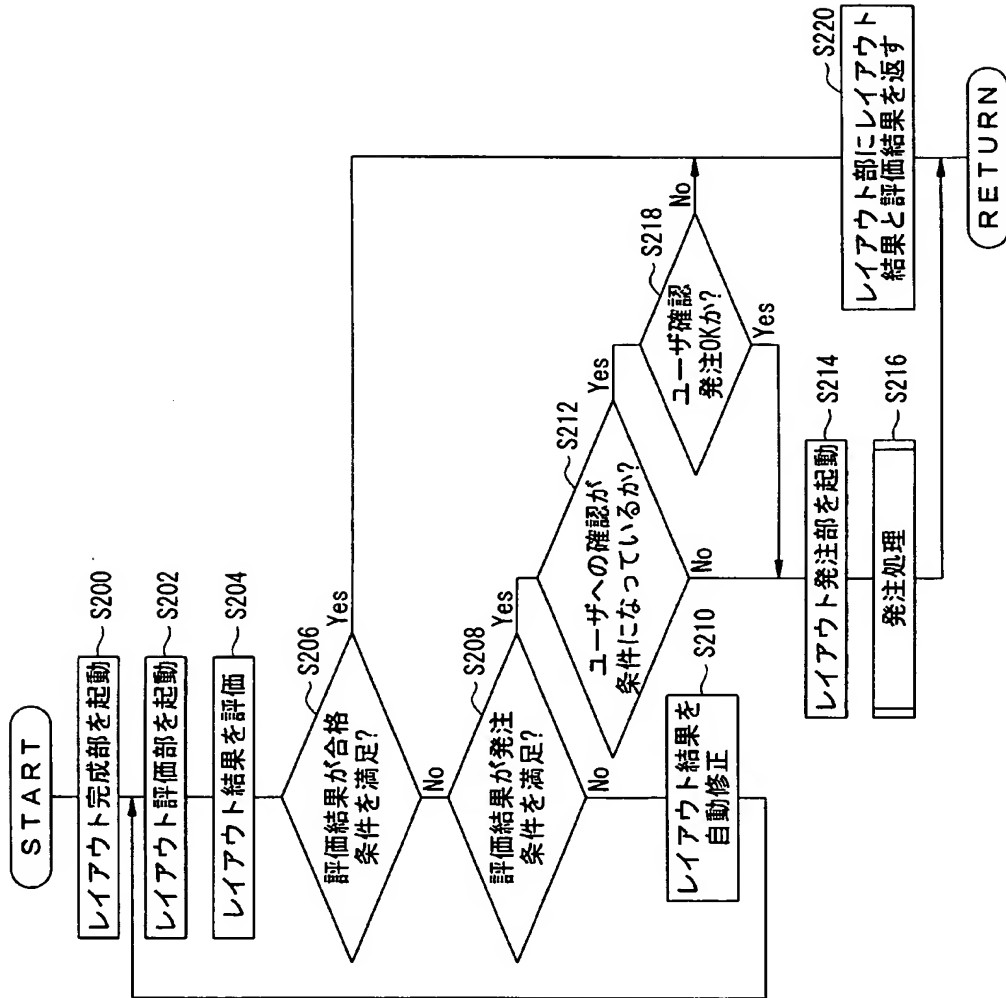 START
レイアウト完成部を起動
S200
レイアウト評価部を起動
S202
レイアウト結果を評価
S204
評価結果が合格
条件を満足?
S206
Yes
No
評価結果が発注
条件を満足?
S208
Yes
No
レイアウト結果を
自動修正
S210
ユーザへの確認が
条件になっているか?
S212
Yes
No
ユーザ確認
発注OKか?
S218
No
Yes
レイアウト発注部を起動
S214
発注処理
S216
レイアウト部にレイアウト
結果と評価結果を返す
S220
RETURN